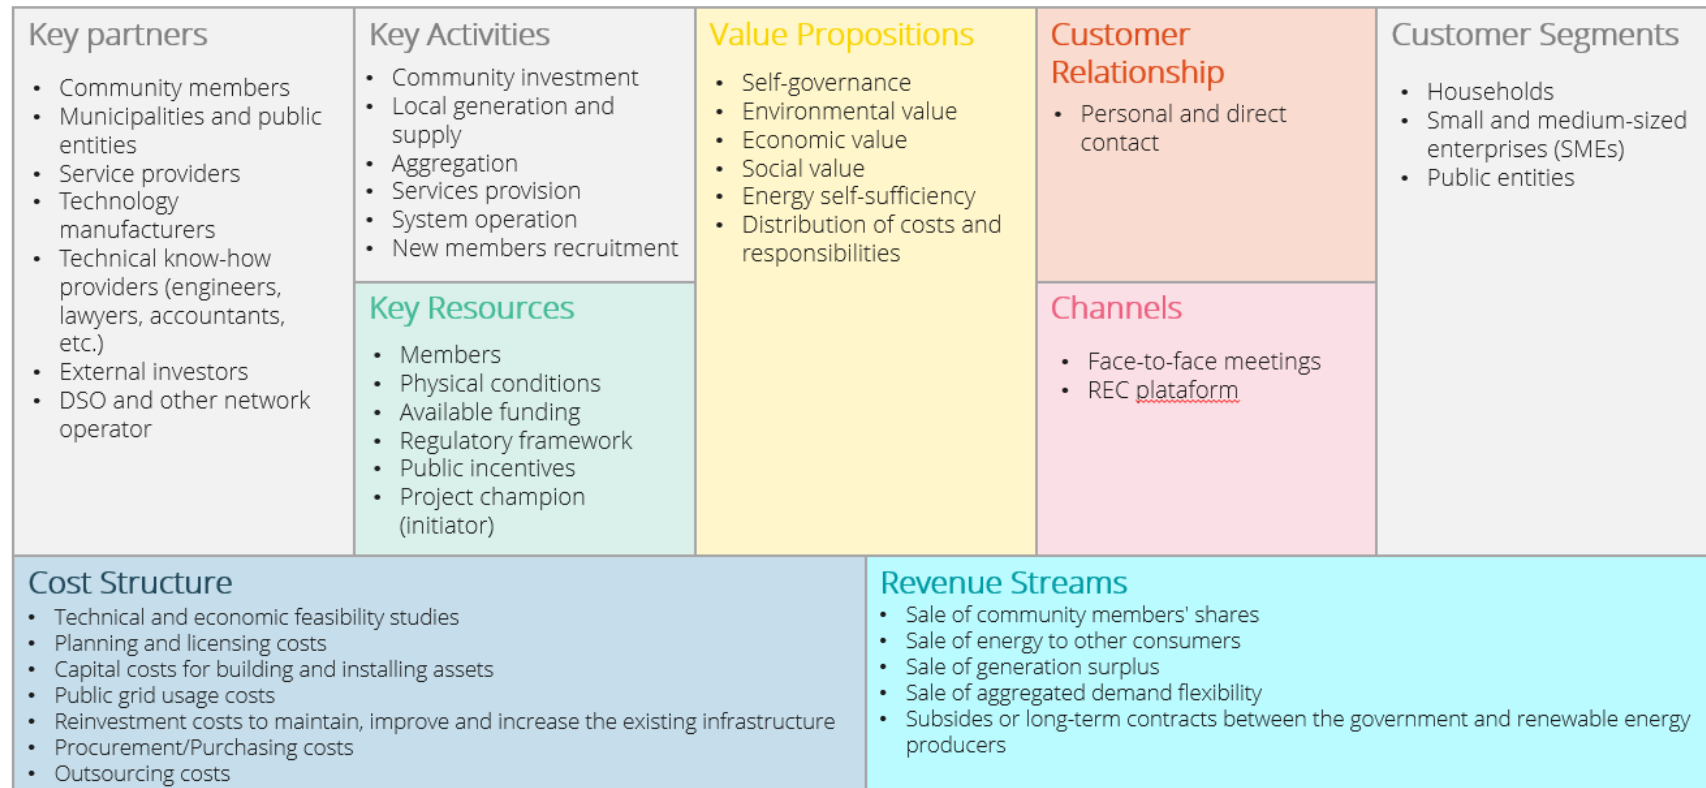 Key partners
• Community members
• Municipalities and public
entities
• Service providers
• Technology
manufacturers
• Technical know-how
providers (engineers,
lawyers, accountants,
etc.)
• External investors
• DSO and other network
operator
Key Activities
• Community investment
• Local generation and
supply
• Aggregation
• Services provision
• System operation
• New members recruitment
Key Resources
• Members
• Physical conditions
• Available funding
• Regulatory framework
• Public incentives
• Project champion
(initiator)
Value Propositions
• Self-governance
• Environmental value
• Economic value
• Social value
• Energy self-sufficiency
• Distribution of costs and
responsibilities
Customer
Relationship
• Personal and direct
contact
Channels
• Face-to-face meetings
• REC plataform
Customer Segments
• Households
• Small and medium-sized
enterprises (SMEs)
• Public entities
Cost Structure
• Technical and economic feasibility studies
• Planning and licensing costs
• Capital costs for building and installing assets
• Public grid usage costs
• Reinvestment costs to maintain, improve and increase the existing infrastructure
• Procurement/Purchasing costs
• Outsourcing costs
Revenue Streams
• Sale of community members' shares
• Sale of energy to other consumers
• Sale of generation surplus
• Sale of aggregated demand flexibility
• Subsides or long-term contracts between the government and renewable energy
producers